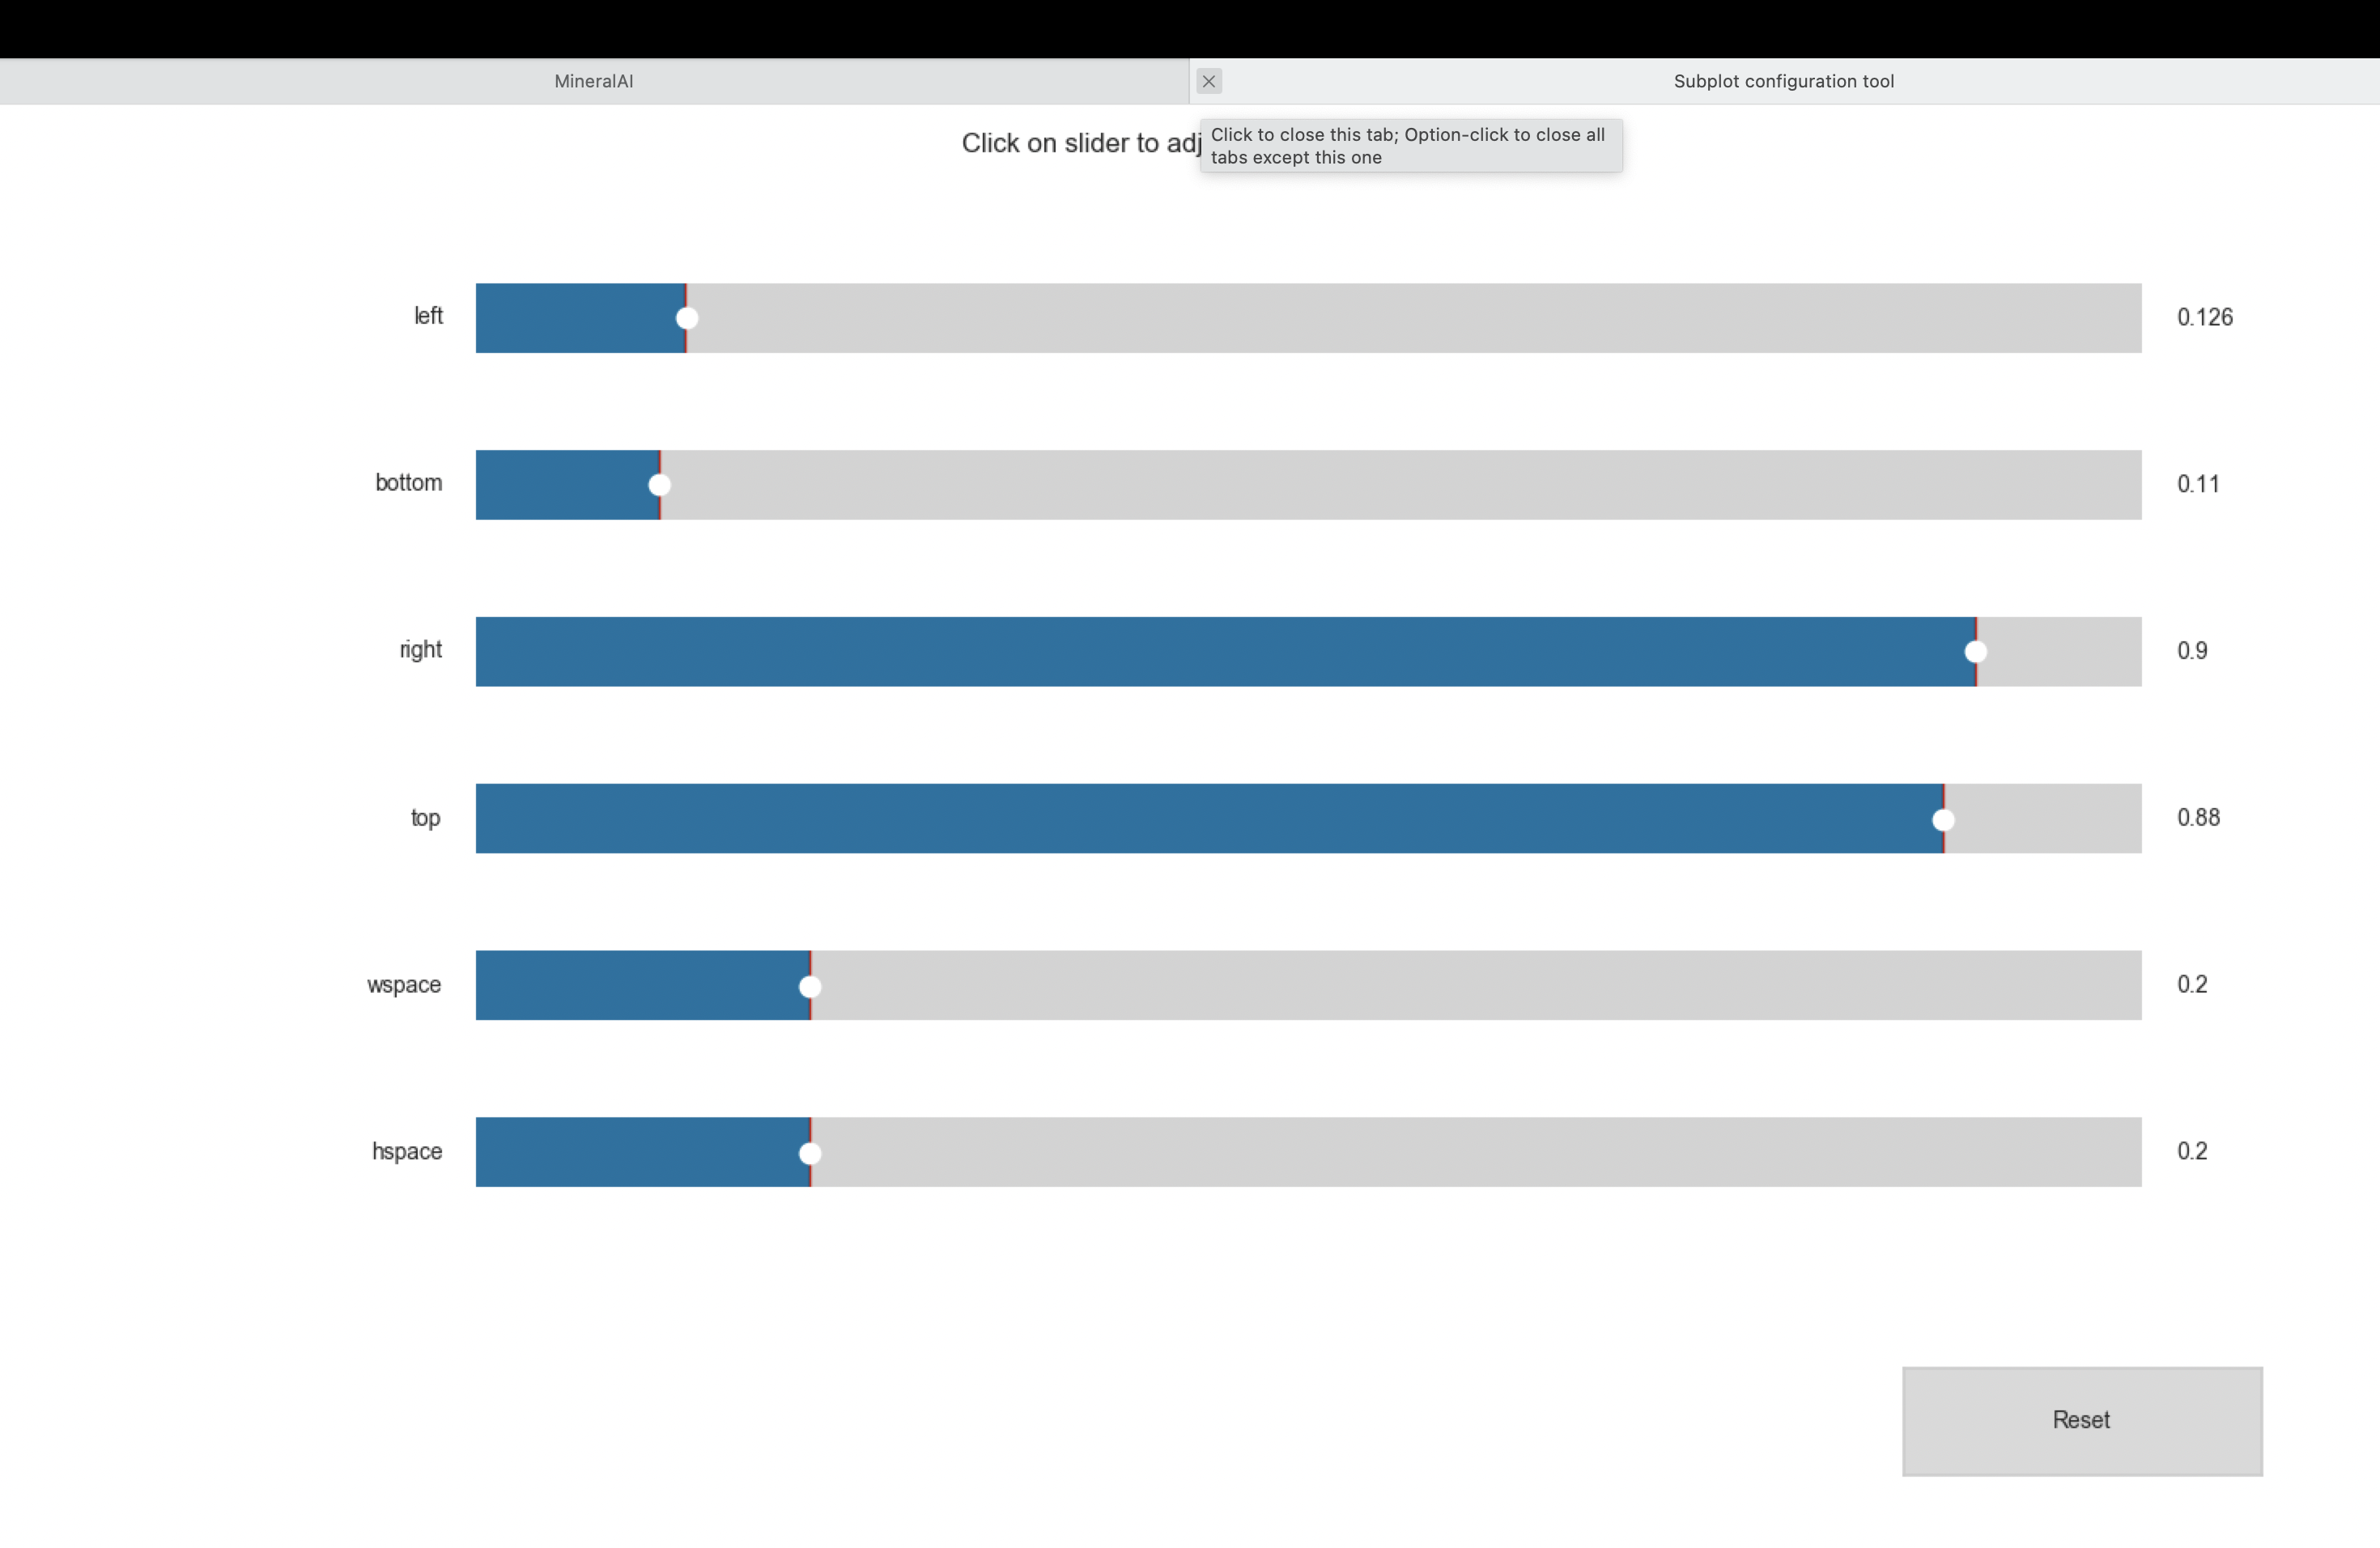 MineralAI
Subplot configuration tool
Click on slider to adj
Click to close this tab; Option-click to close all
tabs except this one
left 0.126
bottom 0.11
right 0.9
top 0.88
wspace 0.2
hspace 0.2
Reset